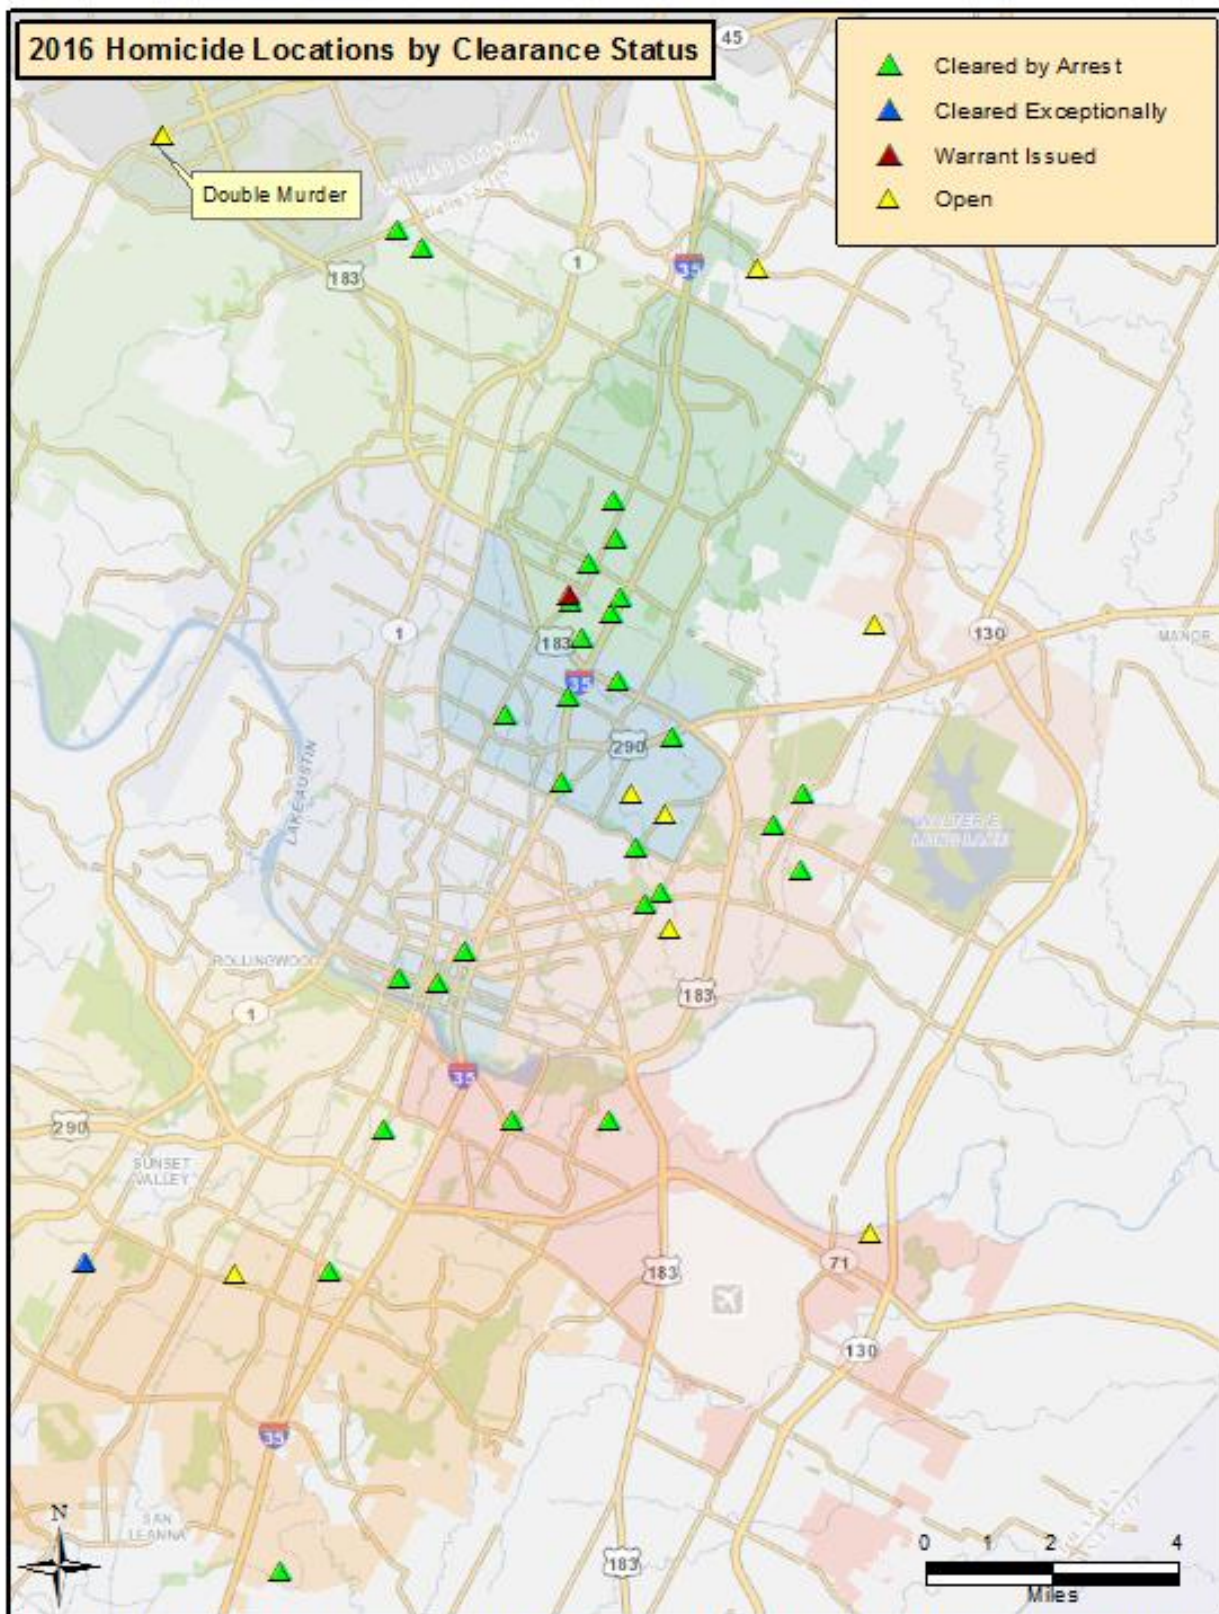 2016 Homicide Locations by Clearance Status
45
Cleared by Arrest
Cleared Exceptionally
Warrant Issued
Open
Double Murder
183
1
35
1
183
130
MANOR
35
290
LAKE AUSTIN
ROLLINGWOOD
183
1
35
290
SUNSET
VALLEY
183
71
130
35
SAN
LEANNA
N
183
0 1 2 4
Miles